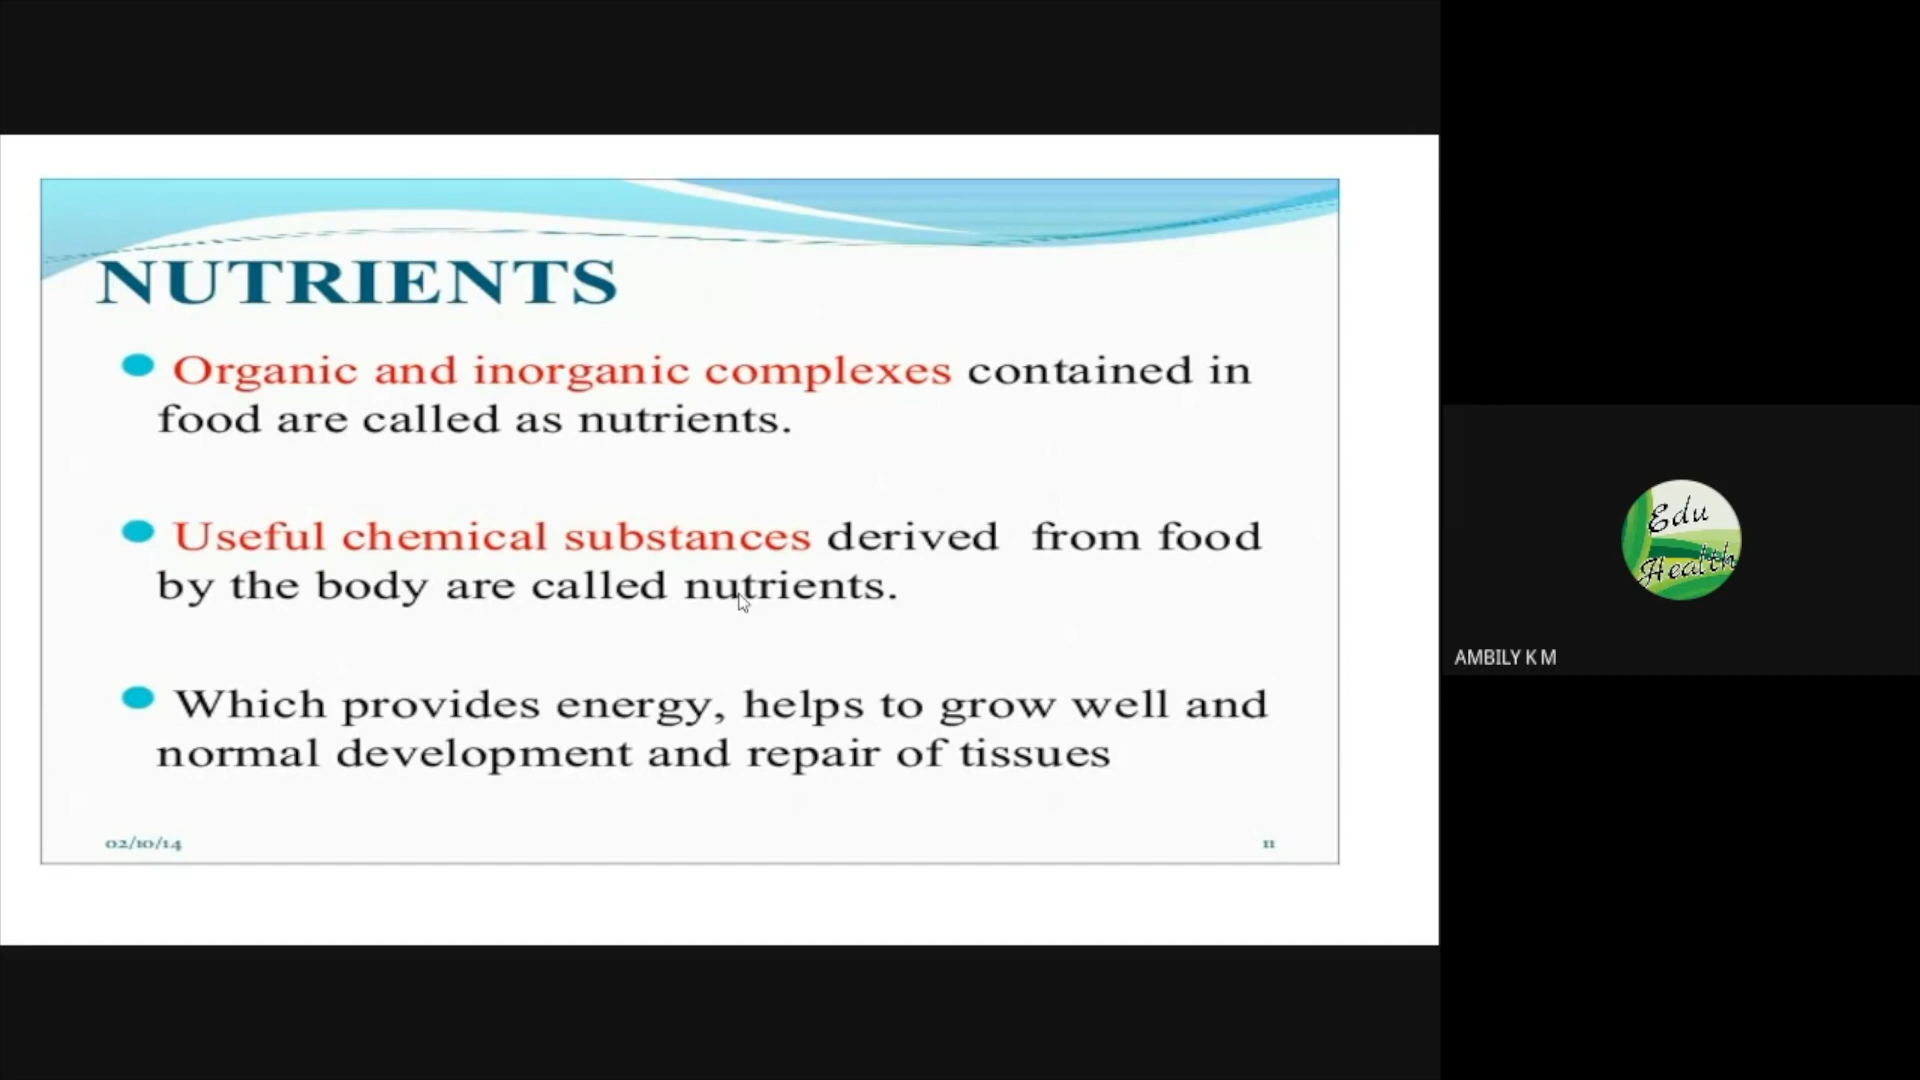 NUTRIENTS
Organic and inorganic complexes contained in
food are called as nutrients.
Useful chemical substances derived from food
by the body are called nutrients.
Which provides energy, helps to grow well and
normal development and repair of tissues
02/10/14
11
Edu
Health
AMBILY K M